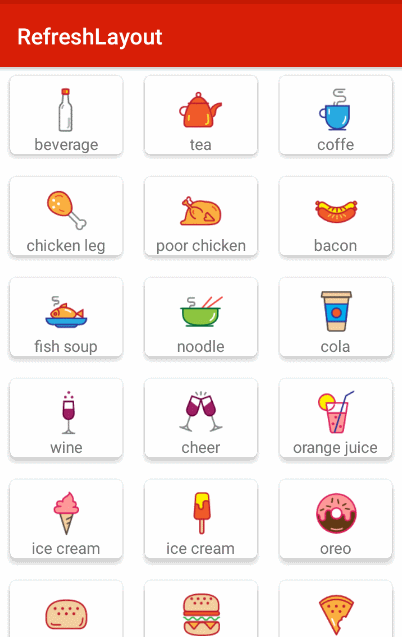 RefreshLayout
beverage
tea
coffe
chicken leg
poor chicken
bacon
fish soup
noodle
cola
wine
cheer
orange juice
ice cream
ice cream
oreo